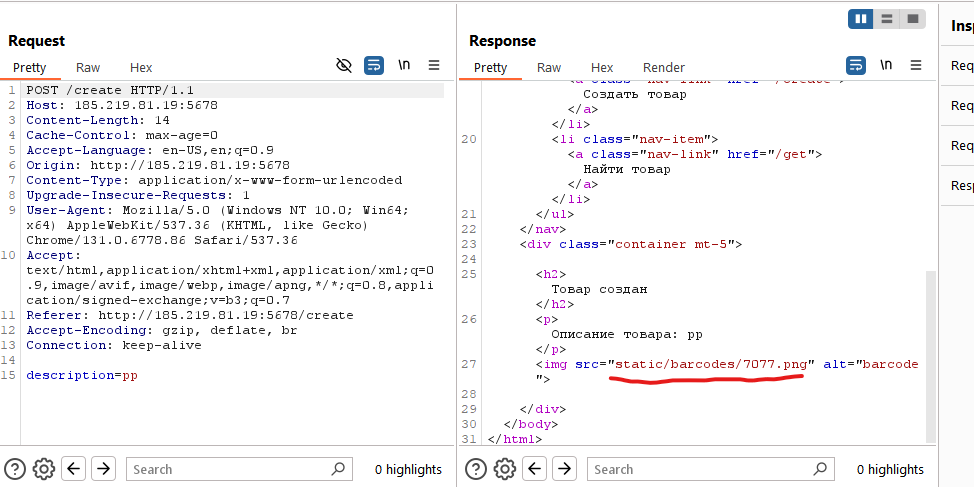 Request
Pretty Raw Hex
\n
1 POST /create HTTP/1.1
2 Host: 185.219.81.19:5678
3 Content-Length: 14
4 Cache-Control: max-age=0
5 Accept-Language: en-US,en;q=0.9
6 Origin: http://185.219.81.19:5678
7 Content-Type: application/x-www-form-urlencoded
8 Upgrade-Insecure-Requests: 1
9 User-Agent: Mozilla/5.0 (Windows NT 10.0; Win64;
x64) AppleWebKit/537.36 (KHTML, like Gecko)
Chrome/131.0.6778.86 Safari/537.36
10 Accept:
text/html,application/xhtml+xml,application/xml;q=0
.9,image/avif,image/webp,image/apng,*/*;q=0.8,appli
cation/signed-exchange;v=b3;q=0.7
11 Referer: http://185.219.81.19:5678/create
12 Accept-Encoding: gzip, deflate, br
13 Connection: keep-alive
14
15 description=pp
Search
0 highlights
Response
Pretty Raw Hex Render
\n
<a class="nav-link" href="/create">
Создать товар
</a>
</li>
20 <li class="nav-item">
<a class="nav-link" href="/get">
Найти товар
</a>
</li>
21 </ul>
22 </nav>
23 <div class="container mt-5">
24
25 <h2>
Товар создан
</h2>
26 <p>
Описание товара: pp
</p>
27 <img src="static/barcodes/7077.png" alt="barcode
">
28
29 </div>
30 </body>
31 </html>
Search
0 highlights
Insp
Req
Req
Req
Resp